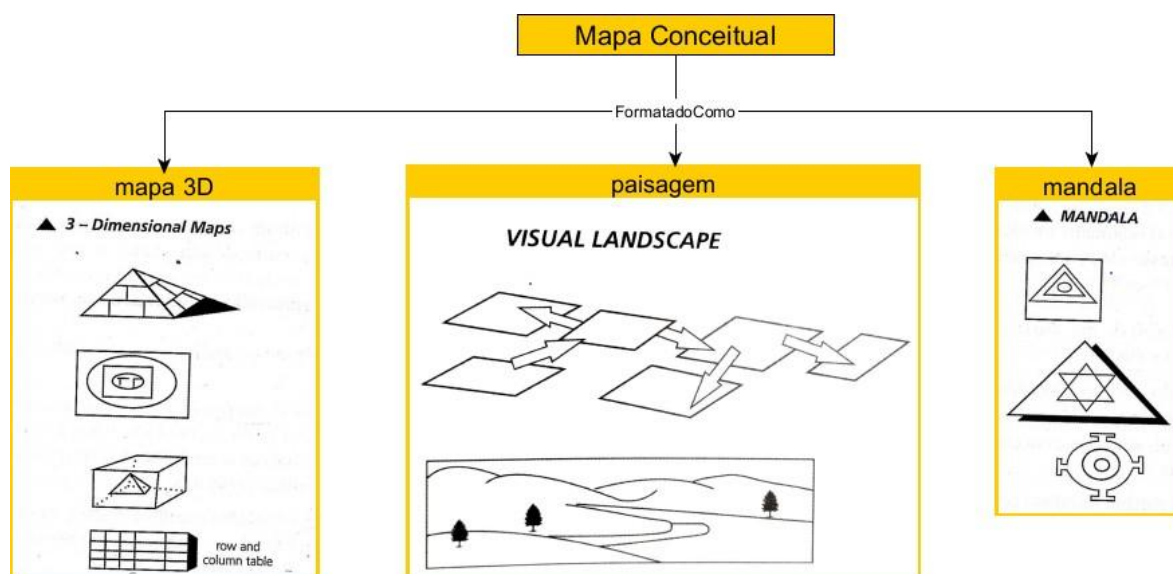 Mapa Conceitual
FormatadoComo
mapa 3D
3 – Dimensional Maps
row and
column table
paisagem
VISUAL LANDSCAPE
mandala
MANDALA